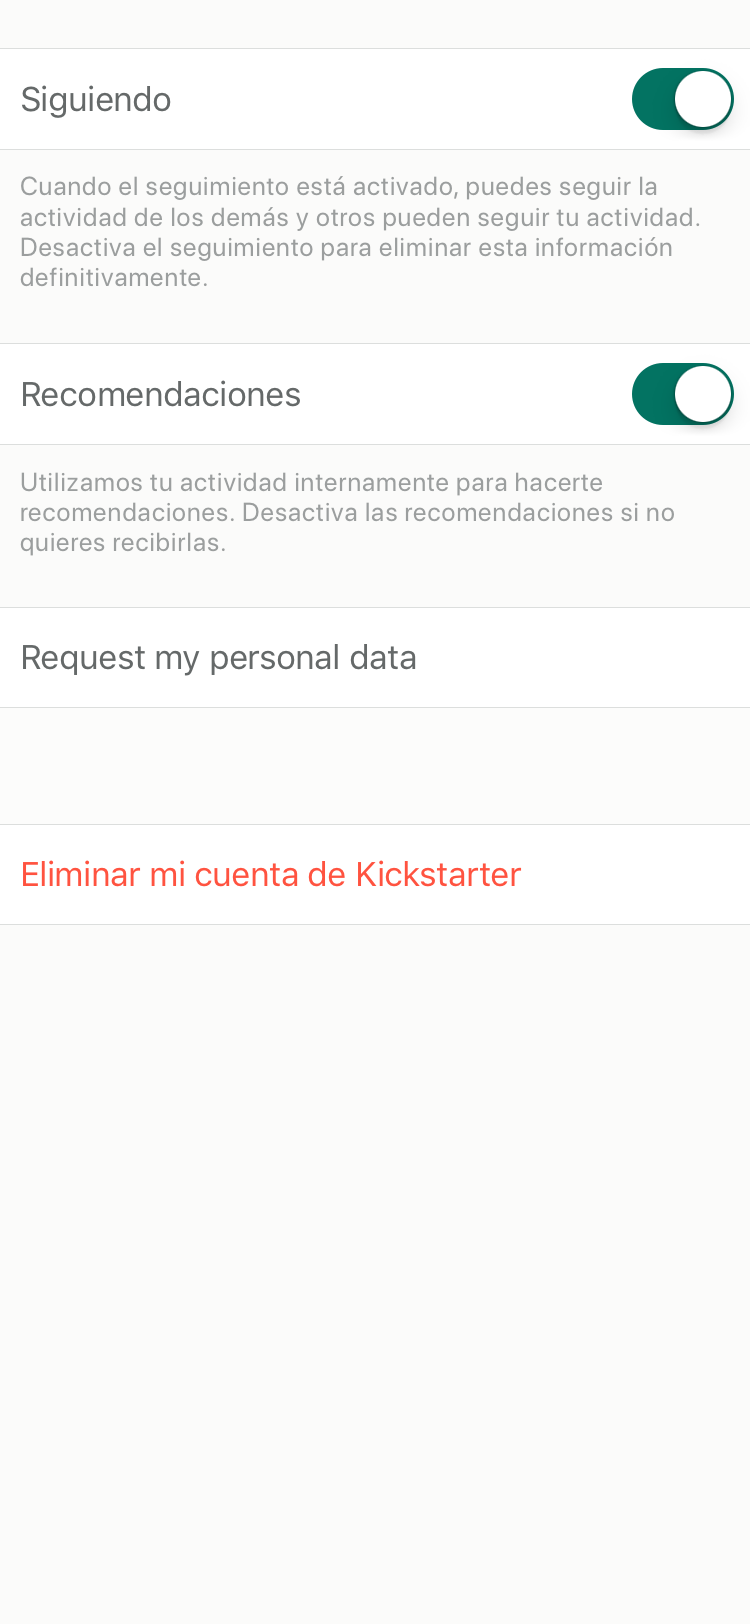 Siguiendo
Cuando el seguimiento está activado, puedes seguir la
actividad de los demás y otros pueden seguir tu actividad.
Desactiva el seguimiento para eliminar esta información
definitivamente.
Recomendaciones
Utilizamos tu actividad internamente para hacerte
recomendaciones. Desactiva las recomendaciones si no
quieres recibirlas.
Request my personal data
Eliminar mi cuenta de Kickstarter